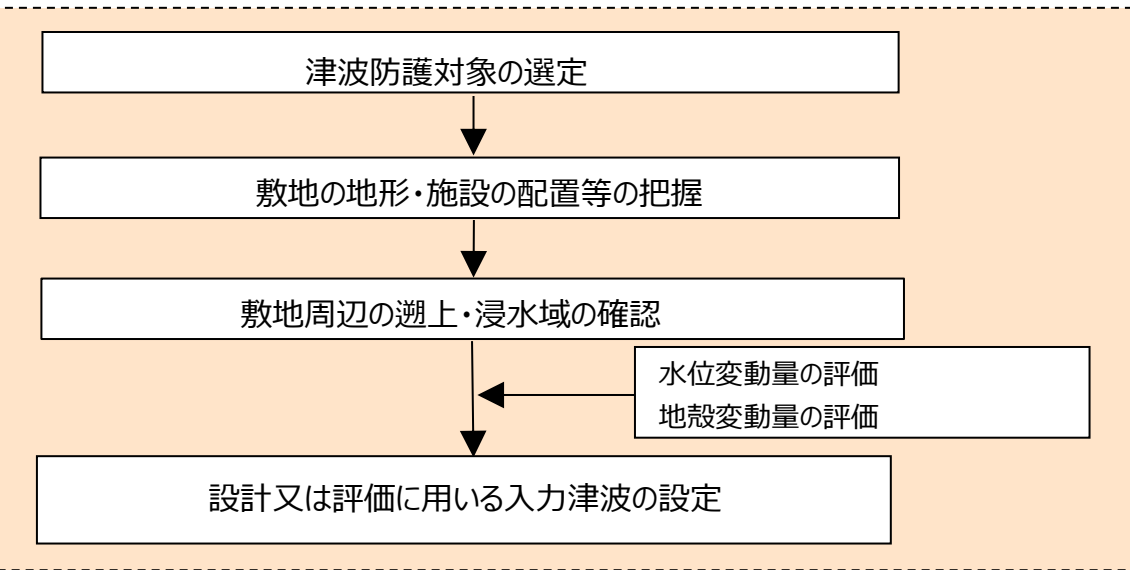 津波防護対象の選定
敷地の地形・施設の配置等の把握
敷地周辺の遡上・浸水域の確認
水位変動量の評価
地殻変動量の評価
設計又は評価に用いる入力津波の設定